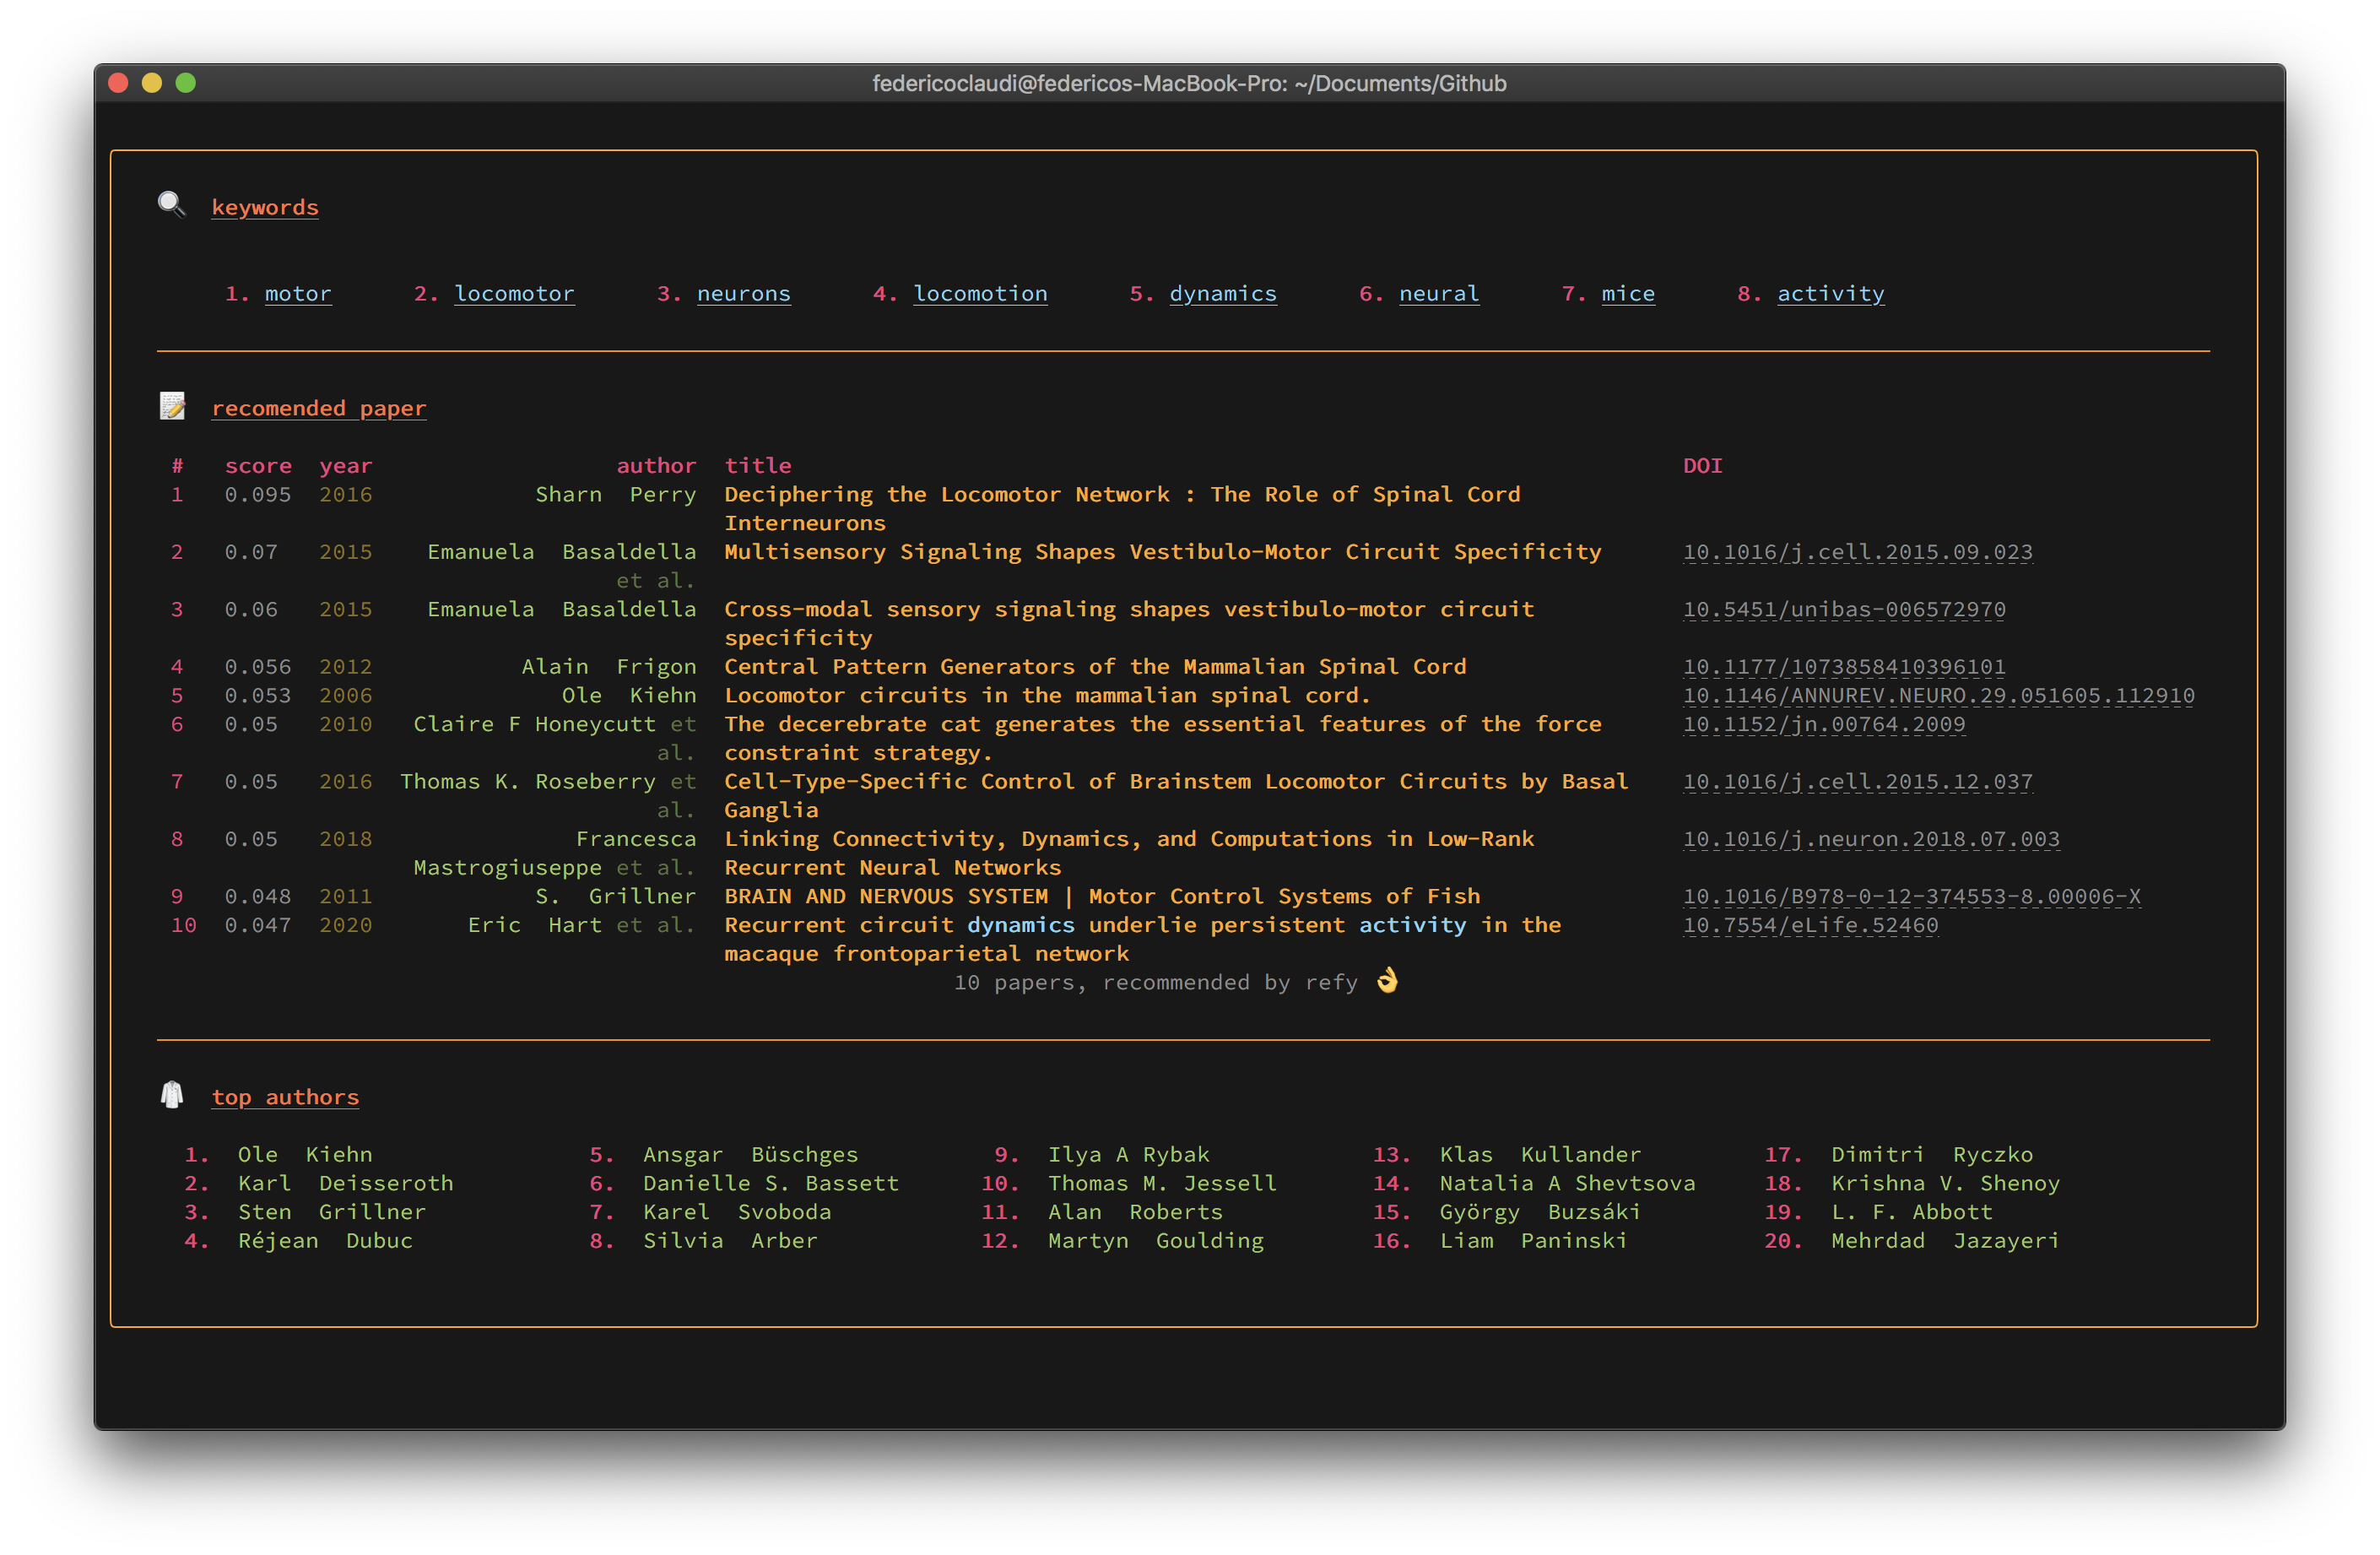 federicoclaudi@federicos-MacBook-Pro: ~/Documents/Github
keywords
1. motor 2. locomotor 3. neurons 4. locomotion 5. dynamics 6. neural 7. mice 8. activity
recomended paper
# score year author title DOI
1 0.095 2016 Sharn Perry Deciphering the Locomotor Network : The Role of Spinal Cord
Interneurons
2 0.07 2015 Emanuela Basaldella Multisensory Signaling Shapes Vestibulo-Motor Circuit Specificity 10.1016/j.cell.2015.09.023
et al.
3 0.06 2015 Emanuela Basaldella Cross-modal sensory signaling shapes vestibulo-motor circuit 10.5451/unibas-006572970
specificity
4 0.056 2012 Alain Frigon Central Pattern Generators of the Mammalian Spinal Cord 10.1177/1073858410396101
5 0.053 2006 Ole Kiehn Locomotor circuits in the mammalian spinal cord. 10.1146/ANNUREV.NEURO.29.051605.112910
6 0.05 2010 Claire F Honeycutt et The decerebrate cat generates the essential features of the force 10.1152/jn.00764.2009
al. constraint strategy.
7 0.05 2016 Thomas K. Roseberry et Cell-Type-Specific Control of Brainstem Locomotor Circuits by Basal 10.1016/j.cell.2015.12.037
al. Ganglia
8 0.05 2018 Francesca Linking Connectivity, Dynamics, and Computations in Low-Rank 10.1016/j.neuron.2018.07.003
Mastrogiuseppe et al. Recurrent Neural Networks
9 0.048 2011 S. Grillner BRAIN AND NERVOUS SYSTEM | Motor Control Systems of Fish 10.1016/B978-0-12-374553-8.00006-X
10 0.047 2020 Eric Hart et al. Recurrent circuit dynamics underlie persistent activity in the 10.7554/eLife.52460
macaque frontoparietal network
10 papers, recommended by refy 👌
top authors
1. Ole Kiehn 5. Ansgar Büschges 9. Ilya A Rybak 13. Klas Kullander 17. Dimitri Ryczko
2. Karl Deisseroth 6. Danielle S. Bassett 10. Thomas M. Jessell 14. Natalia A Shevtsova 18. Krishna V. Shenoy
3. Sten Grillner 7. Karel Svoboda 11. Alan Roberts 15. György Buzsáki 19. L. F. Abbott
4. Réjean Dubuc 8. Silvia Arber 12. Martyn Goulding 16. Liam Paninski 20. Mehrdad Jazayeri